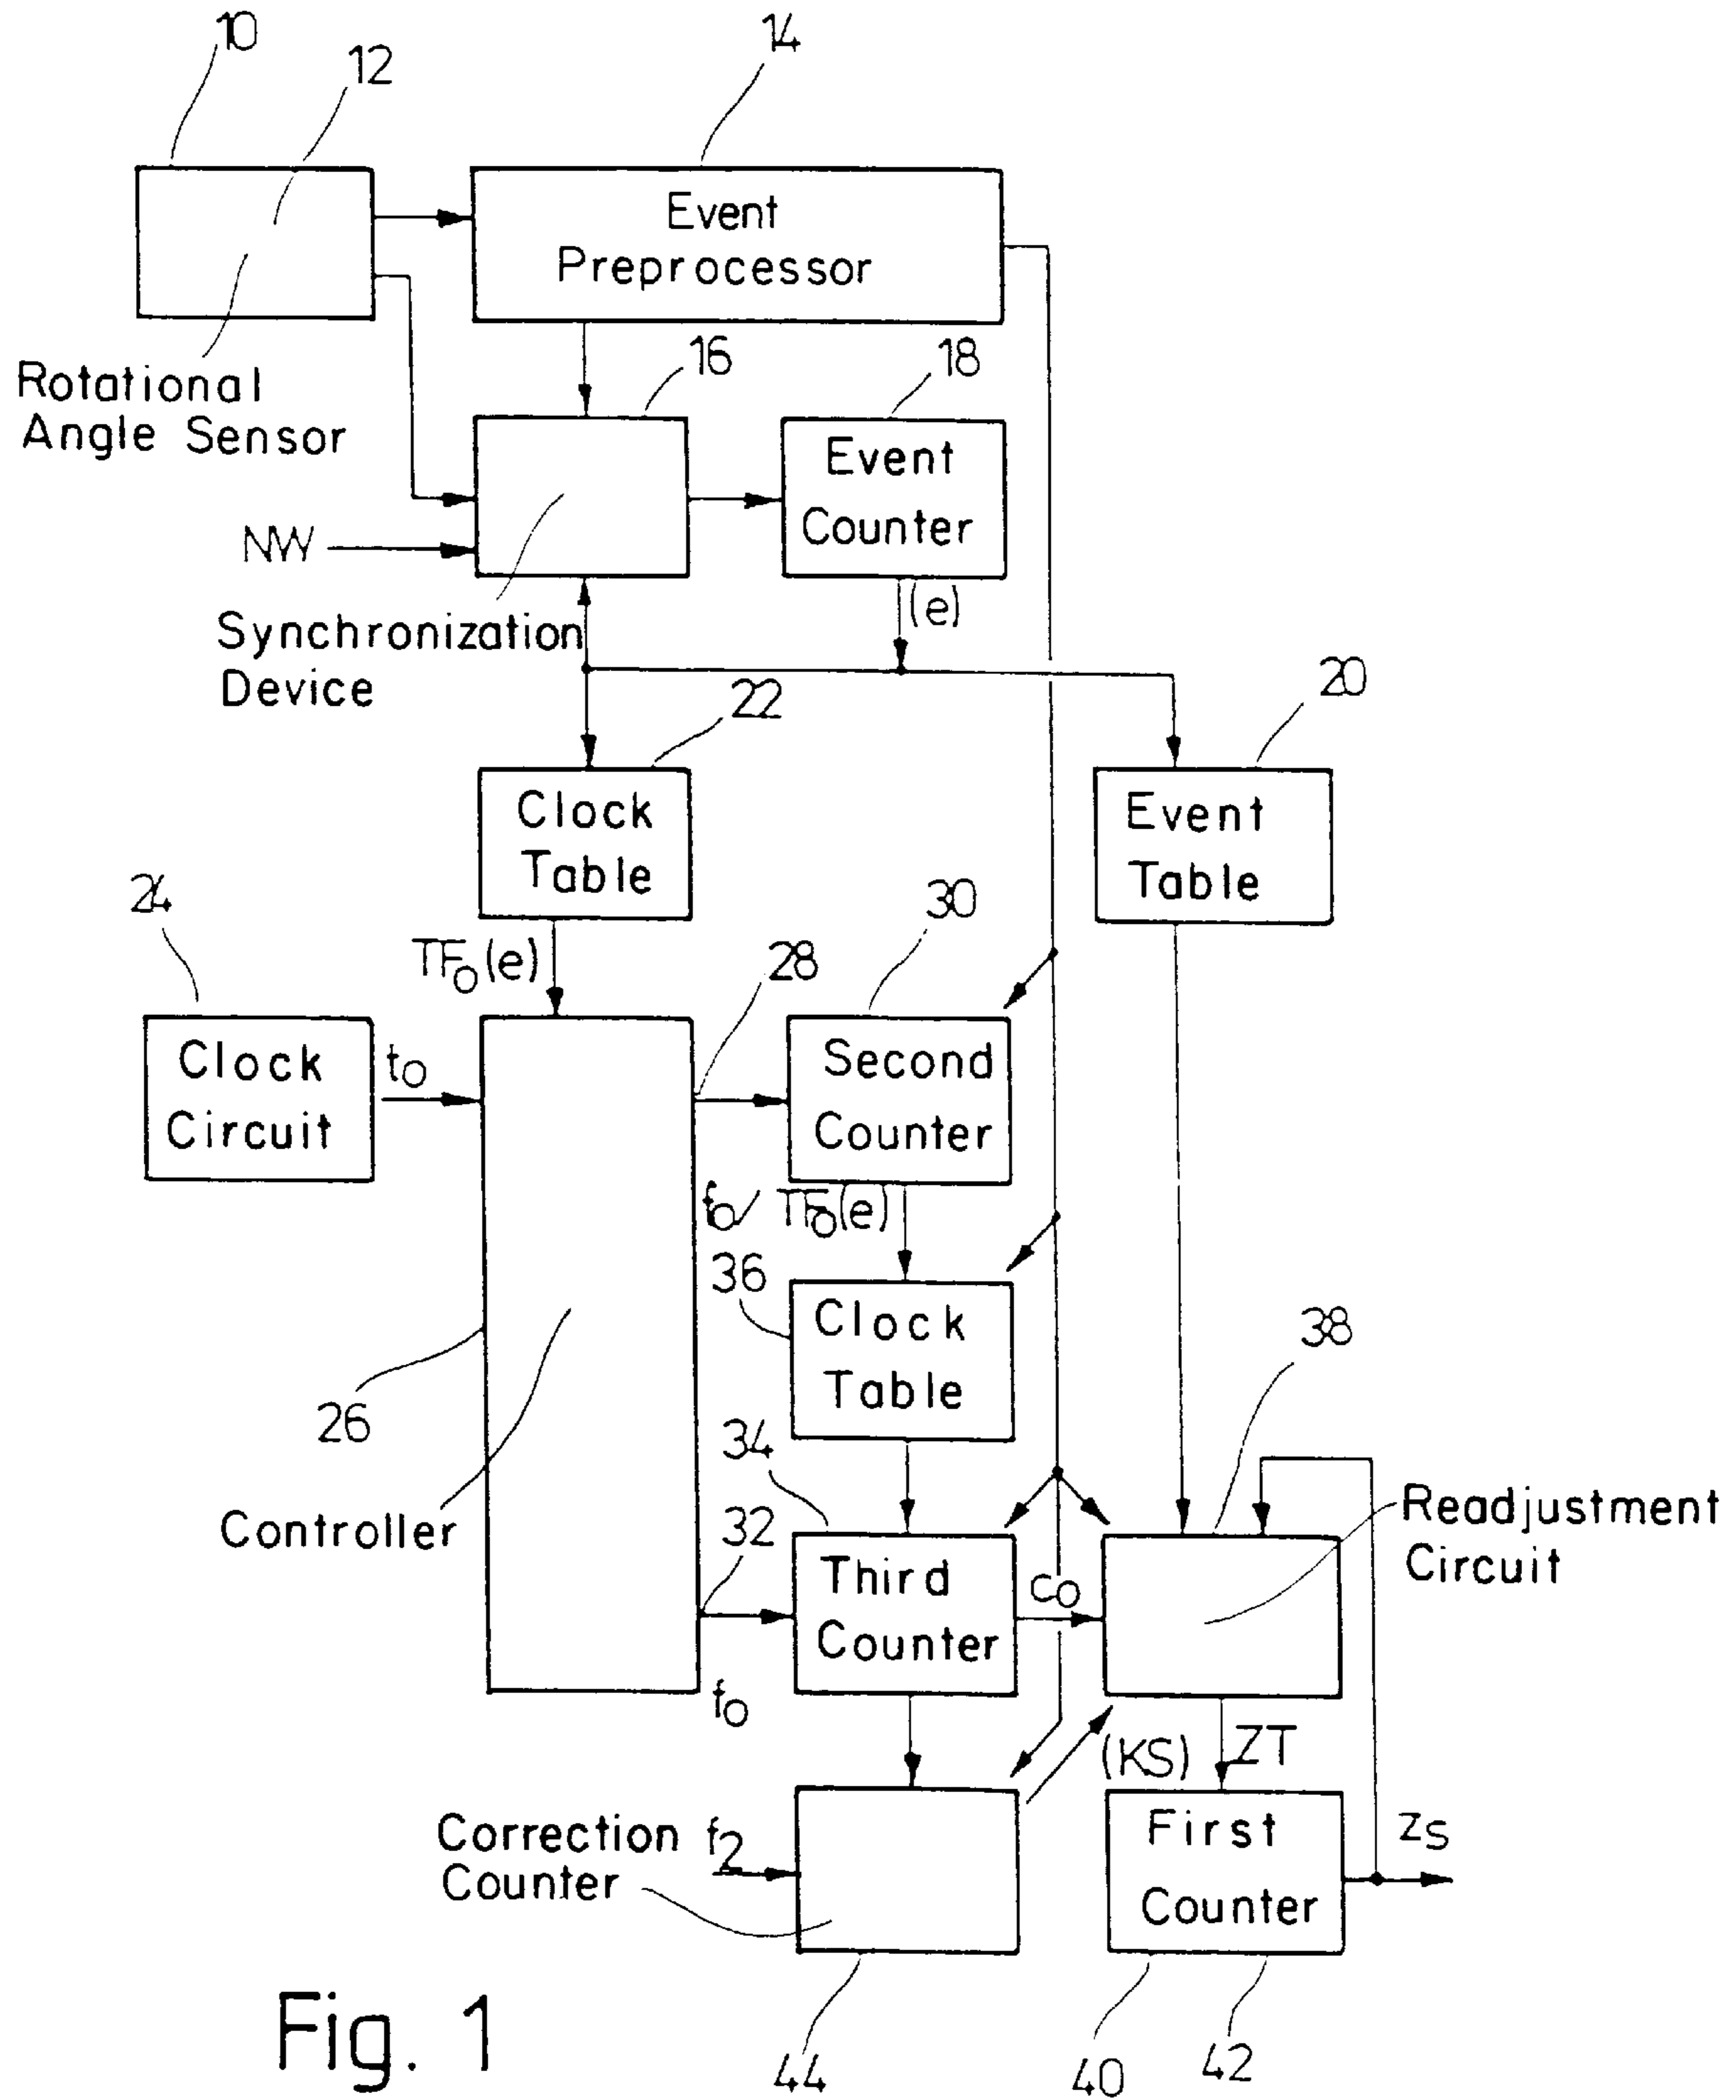 10
12
14
Event
Preprocessor
Rotational
Angle Sensor
16
18
Event
Counter
NW
(e)
Synchronization
Device
22
20
Clock
Table
Event
Table
24
TF0(e)
28
30
Clock
Circuit
t0
Second
Counter
f0/ TF0(e)
36
Clock
Table
38
26
34
Controller
32
Readjustment
Circuit
Third
Counter
c0
f0
(KS)
ZT
Correction
Counter
f2
First
Counter
ZS
44
40
42
Fig. 1